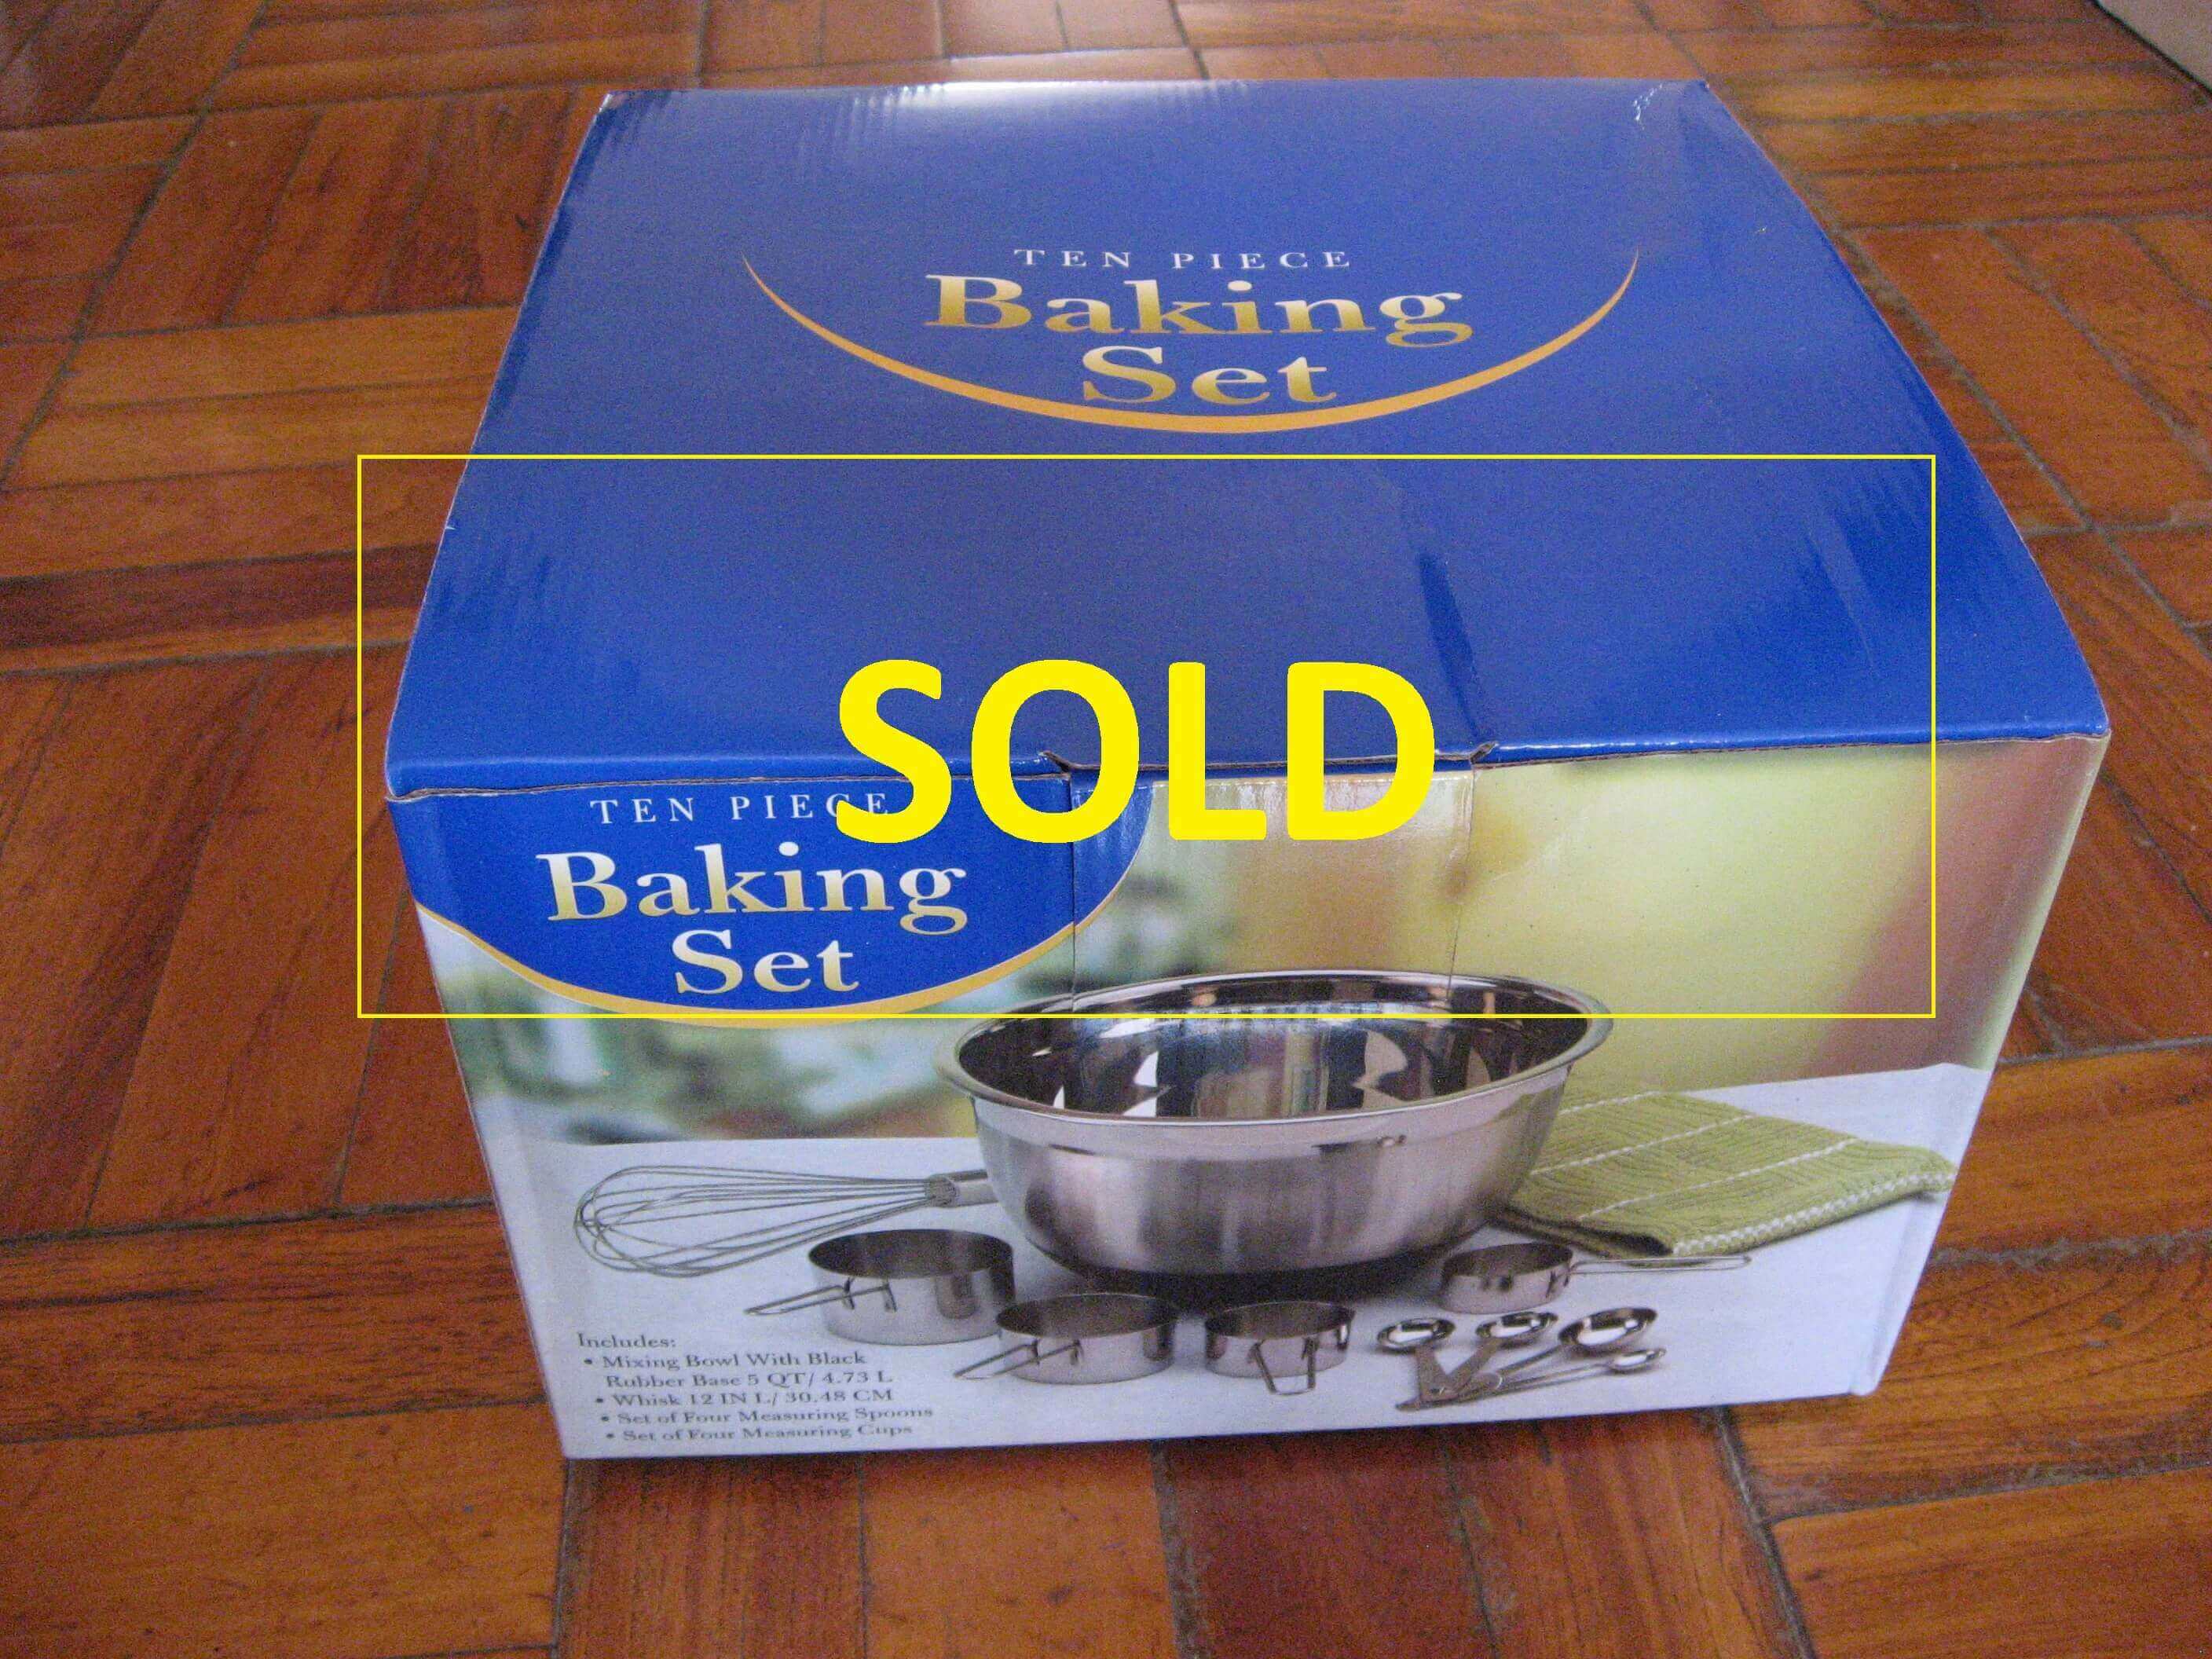 TEN PIECE
Baking
Set
SOLD
TEN PIECE
Baking
Set
Includes:
• Mixing Bowl With Black
Rubber Base 5 QT/ 4.73 L
• Whisk 12 IN L/ 30.48 CM
• Set of Four Measuring Spoons
• Set of Four Measuring Cups